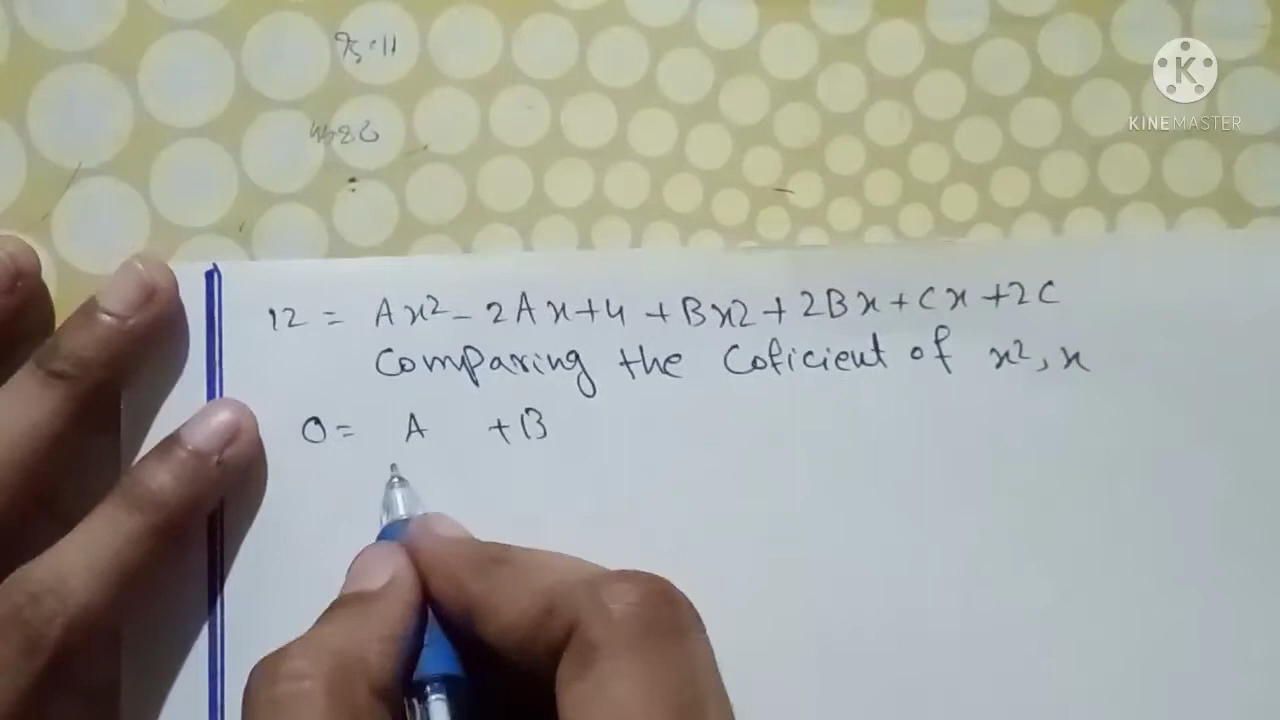 K
KINEMASTER
12 = Ax² - 2Ax+4 +Bx2+2Bx+Cx+2C
Comparing the Coficient of x², x
0= A +B